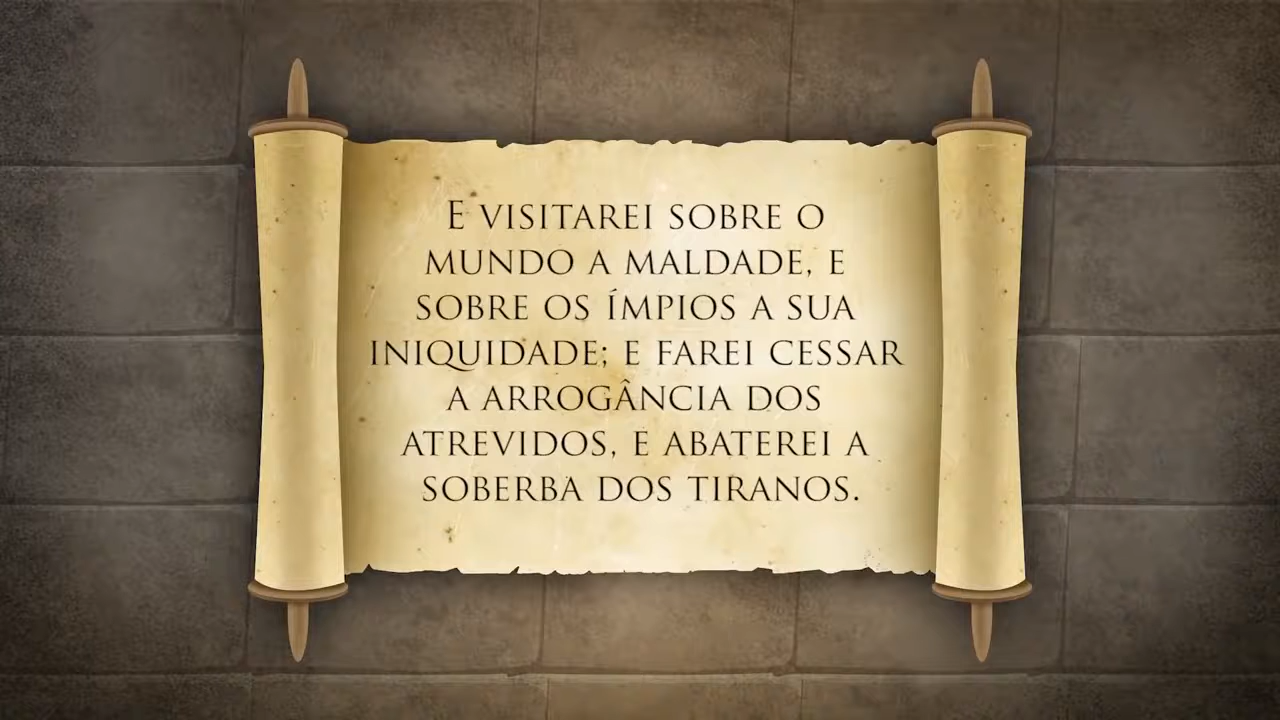 E VISITAREI SOBRE O
MUNDO A MALDADE, E
SOBRE OS ÍMPIOS A SUA
INIQUIDADE; E FAREI CESSAR
A ARROGÂNCIA DOS
ATREVIDOS, E ABATEREI A
SOBERBA DOS TIRANOS.